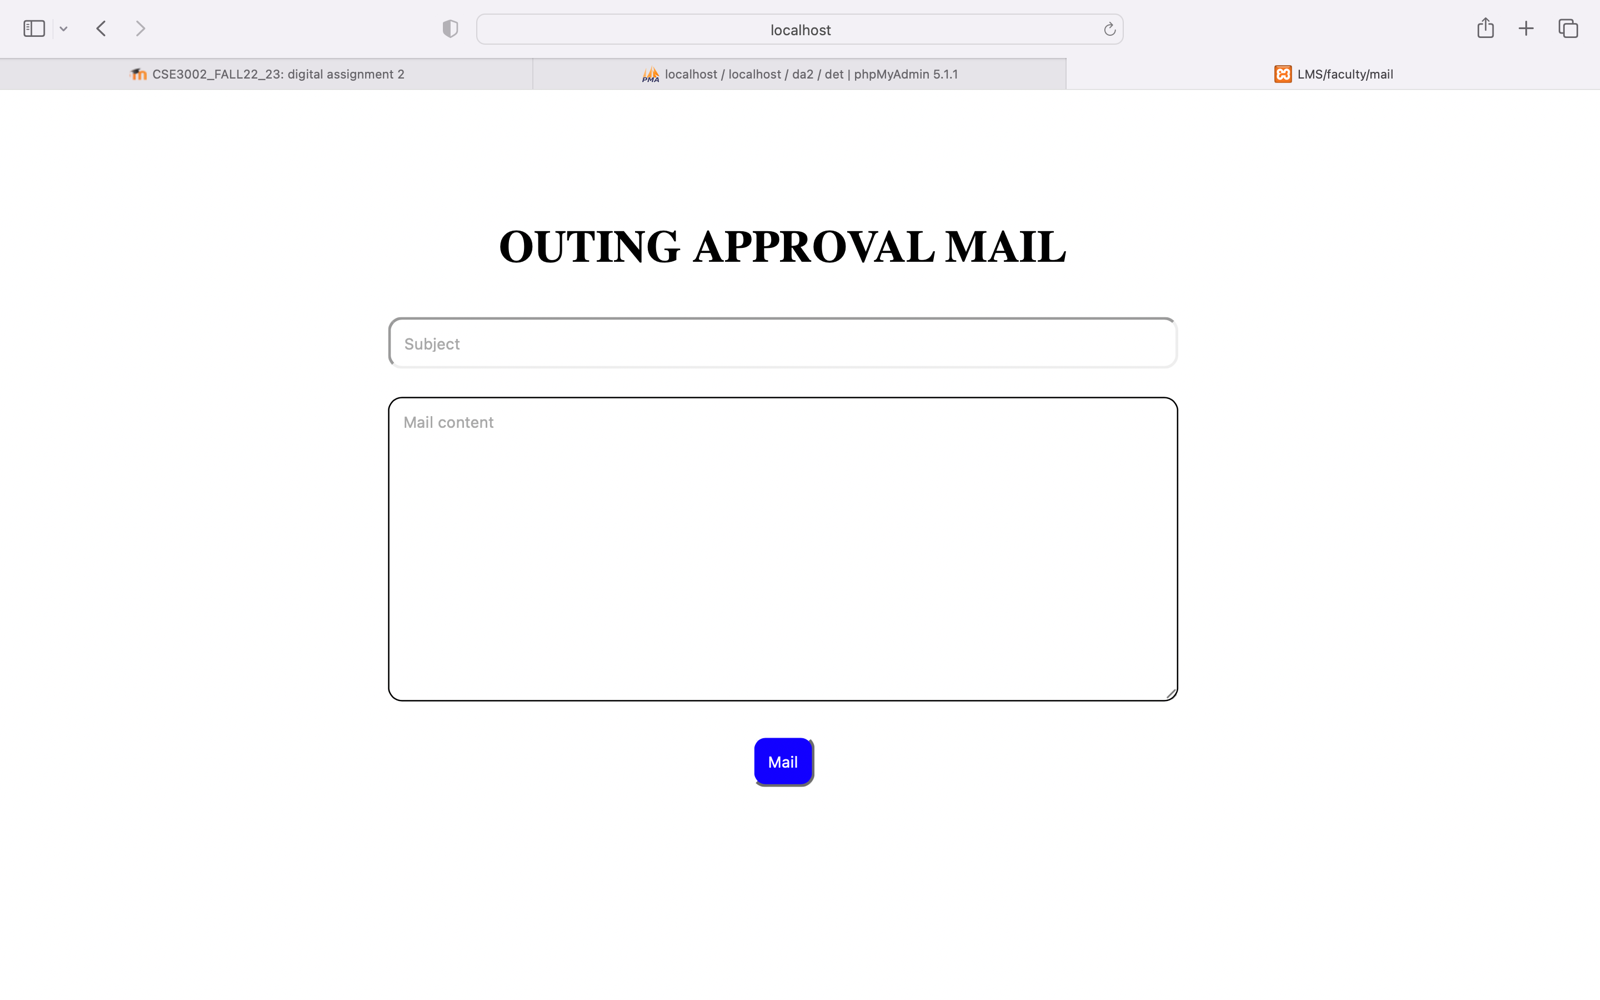 localhost
CSE3002_FALL22_23: digital assignment 2
PMA localhost / localhost / da2 / det | phpMyAdmin 5.1.1
LMS/faculty/mail
OUTING APPROVAL MAIL
Subject
Mail content
Mail